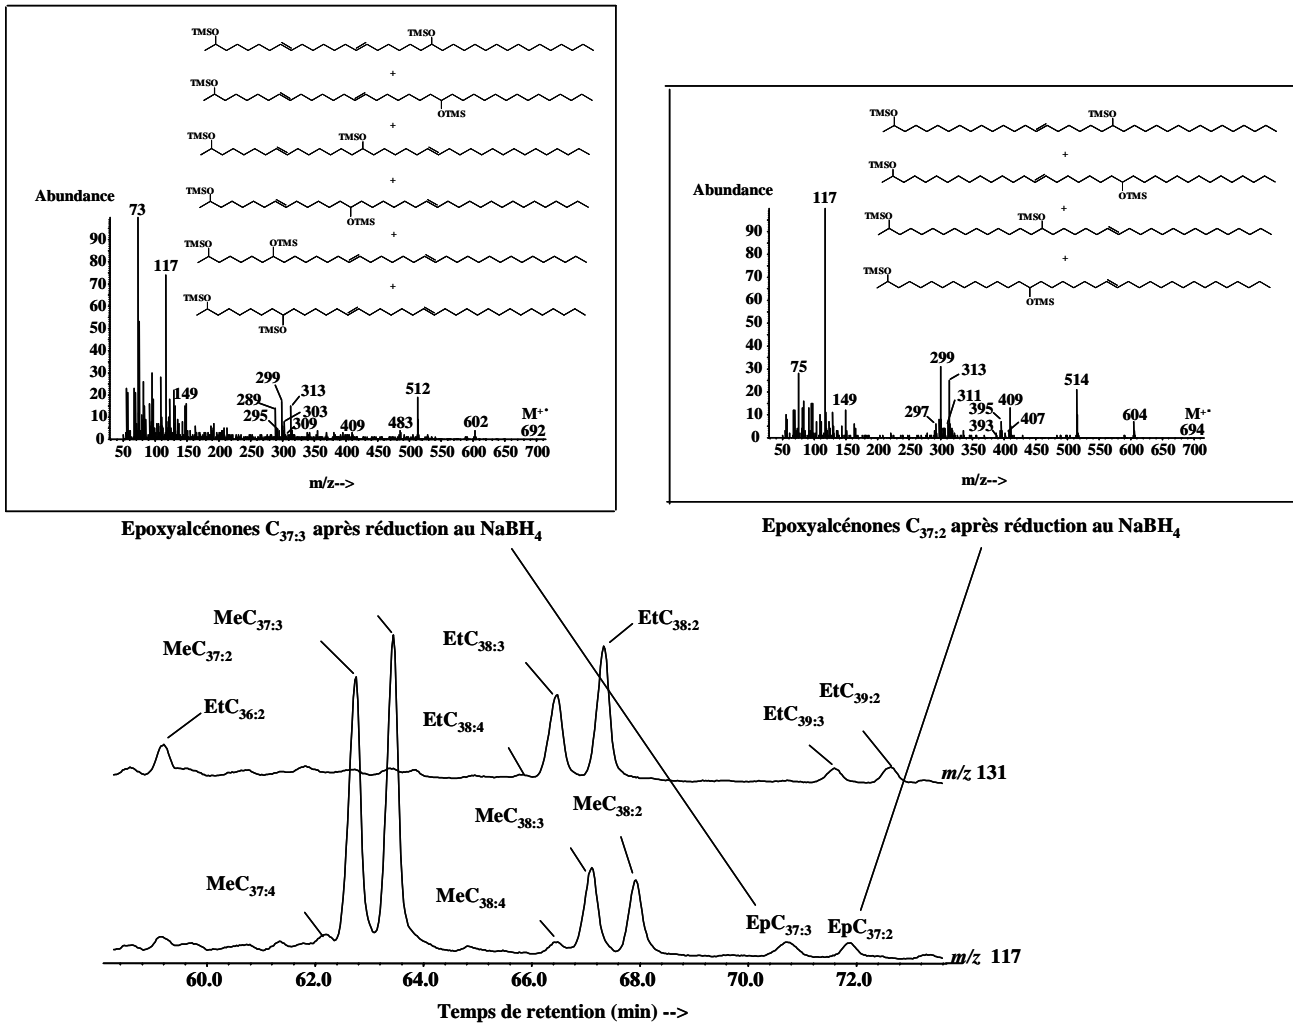 TMSO TMSO
+
TMSO
OTMS
+
TMSO TMSO
+
TMSO
OTMS
+
TMSO OTMS
+
TMSO
OTMS
Abundance
73
117
90
80
70
60
50
40
30
20
10
0
149
289
295
299
309
303
313
409
483
512
602
M+•
692
50 100 150 200 250 300 350 400 450 500 550 600 650 700
m/z-->
Epoxyalcénones C37:3 après réduction au NaBH4
TMSO TMSO
+
TMSO
OTMS
+
TMSO TMSO
+
TMSO
OTMS
Abundance
117
90
80
70
60
50
40
30
20
10
0
75
149
297
299
313
311
395
393
409
407
514
604
M+•
694
50 100 150 200 250 300 350 400 450 500 550 600 650 700
m/z-->
Epoxyalcénones C37:2 après réduction au NaBH4
MeC37:3
MeC37:2
EtC36:2
EtC38:4
EtC38:3
EtC38:2
EtC39:3
EtC39:2
m/z 131
MeC37:4
MeC38:4
MeC38:3
MeC38:2
EpC37:3
EpC37:2
m/z 117
60.0 62.0 64.0 66.0 68.0 70.0 72.0
Temps de retention (min) -->